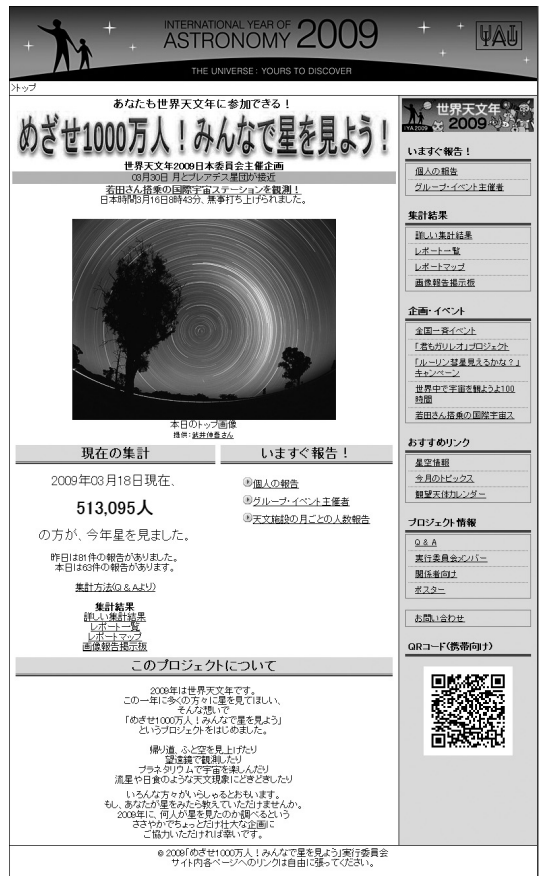 INTERNATIONAL YEAR OF
ASTRONOMY 2009
THE UNIVERSE : YOURS TO DISCOVER
IAU
>トップ
あなたも世界天文年に参加できる！
めざせ1000万人！みんなで星を見よう！
世界天文年2009日本委員会主催企画
03月30日 月とプレアデス星団が接近
若田さん搭乗の国際宇宙ステーションを観測！
日本時間3月16日8時43分、無事打ち上げられました。
本日のトップ画像
提供：武井伸吾さん
現在の集計
2009年03月18日現在、
513,095人
の方が、今年星を見ました。
昨日は81件の報告がありました。
本日は63件の報告があります。
集計方法(Q&Aより)
集計結果
詳しい集計結果
レポート一覧
レポートマップ
画像報告掲示板
いますぐ報告！
個人の報告
グループ・イベント主催者
天文施設の月ごとの人数報告
このプロジェクトについて
2009年は世界天文年です。
この一年に多くの方々に星を見てほしい、
そんな想いで
「めざせ1000万人！みんなで星を見よう」
というプロジェクトをはじめました。
帰り道、ふと空を見上げたり
望遠鏡で観測したり
プラネタリウムで宇宙を楽しんだり
流星や日食のような天文現象にどきどきしたり
いろんな方々がいらっしゃるとおもいます。
もし、あなたが星をみたら教えていただけませんか。
2009年に、何人が星を見たのか調べるという
ささやかでちょっとだけ壮大な企画に
ご協力いただければ幸いです。
世界天文年
2009
IYA2009
いますぐ報告！
個人の報告
グループ・イベント主催者
集計結果
詳しい集計結果
レポート一覧
レポートマップ
画像報告掲示板
企画・イベント
全国一斉イベント
「君もガリレオ」プロジェクト
「ルーリン彗星見えるかな？」
キャンペーン
世界中で宇宙を観ようよ100
時間
若田さん搭乗の国際宇宙ス
おすすめリンク
星空情報
今月のトピックス
観望天体カレンダー
プロジェクト情報
Q & A
実行委員会メンバー
関係者向け
ポスター
お問い合わせ
QRコード(携帯向け)
© 2009「めざせ1000万人！みんなで星を見よう」実行委員会
サイト内各ページへのリンクは自由に張ってください。